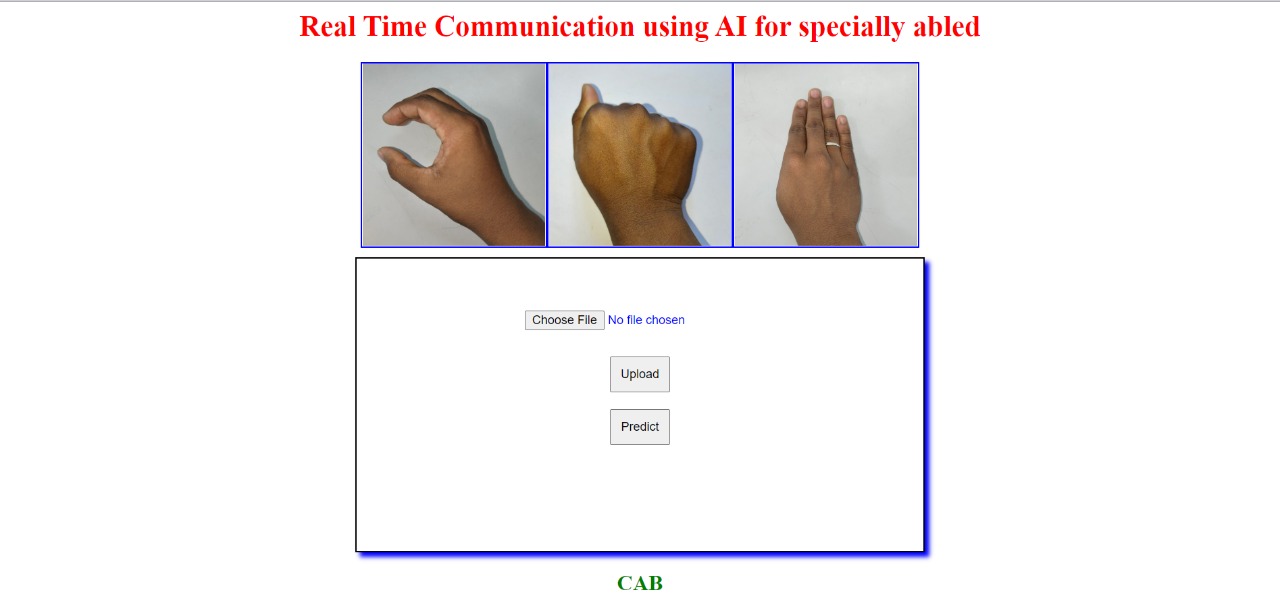 Real Time Communication using AI for specially abled
Choose File No file chosen
Upload
Predict
CAB